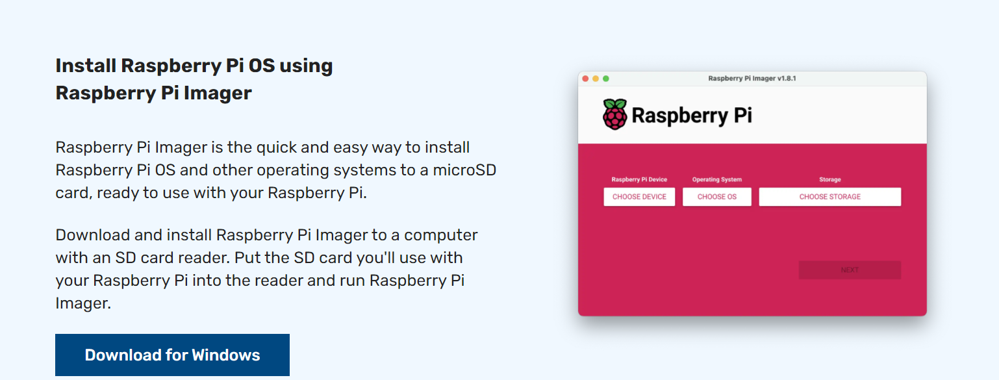 Install Raspberry Pi OS using
Raspberry Pi Imager
Raspberry Pi Imager is the quick and easy way to install
Raspberry Pi OS and other operating systems to a microSD
card, ready to use with your Raspberry Pi.
Download and install Raspberry Pi Imager to a computer
with an SD card reader. Put the SD card you'll use with
your Raspberry Pi into the reader and run Raspberry Pi
Imager.
Download for Windows
Raspberry Pi Imager v1.8.1
Raspberry Pi
Raspberry Pi Device Operating System Storage
CHOOSE DEVICE CHOOSE OS CHOOSE STORAGE
NEXT